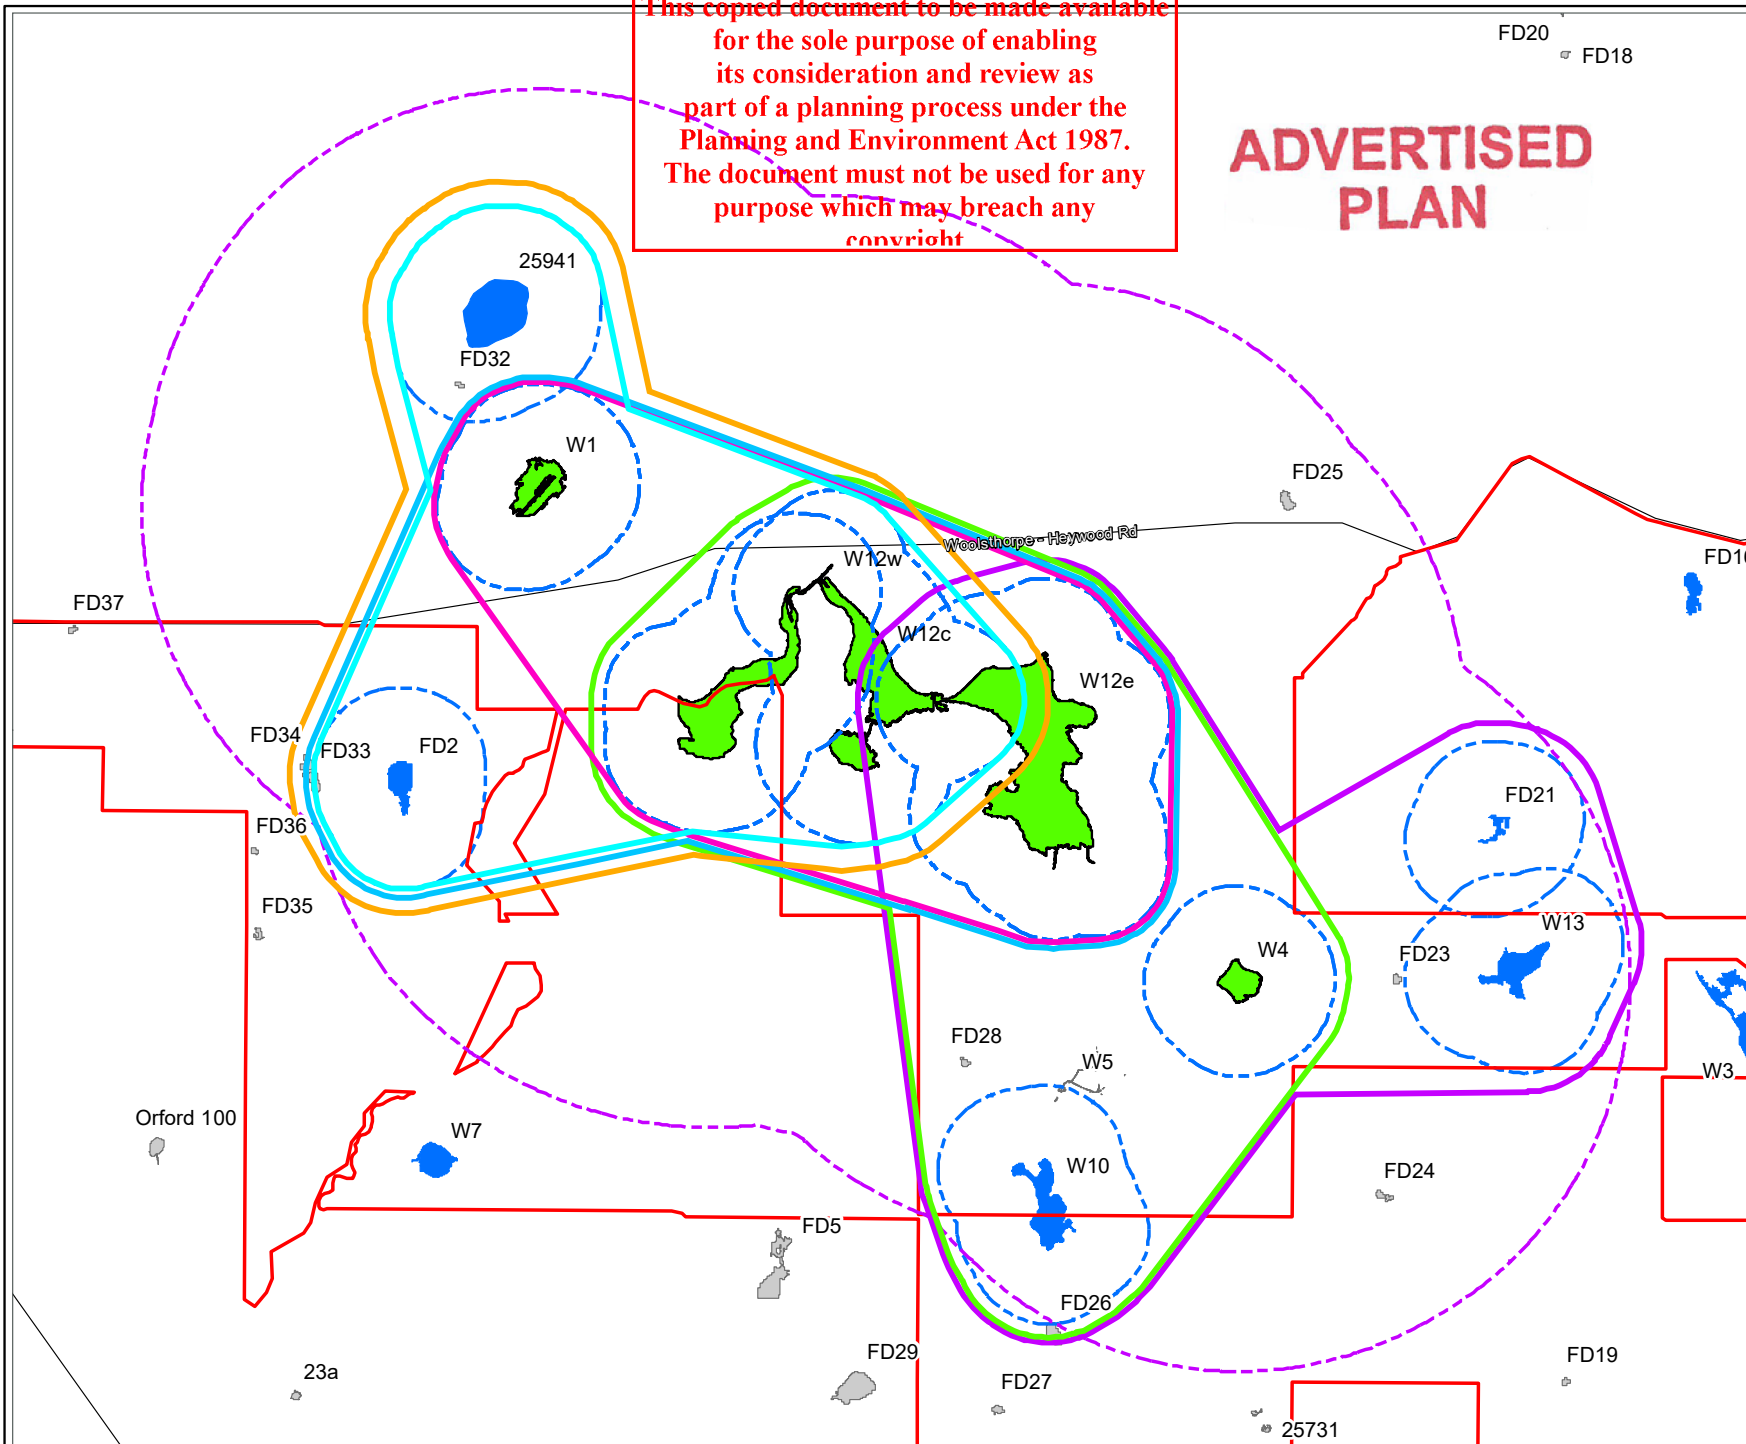 This copied document to be made available
for the sole purpose of enabling
its consideration and review as
part of a planning process under the
Planning and Environment Act 1987.
The document must not be used for any
purpose which may breach any
copyright
FD20
FD18
ADVERTISED
PLAN
25941
FD32
W1
FD25
Woolsthorpe - Heywood Rd
W12w
FD37
W12c
W12e
FD34
FD33
FD2
FD21
FD36
FD35
W13
W4
FD23
FD28
W5
W3
Orford 100
W7
W10
FD24
FD5
FD26
FD29
FD19
23a
FD27
25731